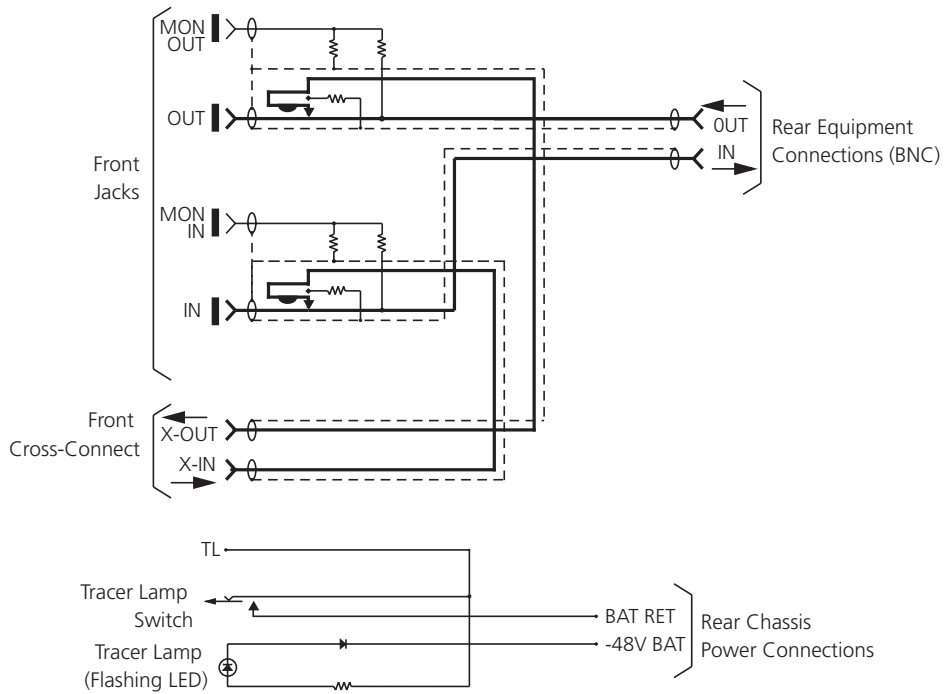 MON
OUT
OUT
Front
Jacks
MON
IN
IN
0UT
IN
Rear Equipment
Connections (BNC)
Front
Cross-Connect
X-OUT
X-IN
TL
Tracer Lamp
Switch
Tracer Lamp
(Flashing LED)
BAT RET
-48V BAT
Rear Chassis
Power Connections